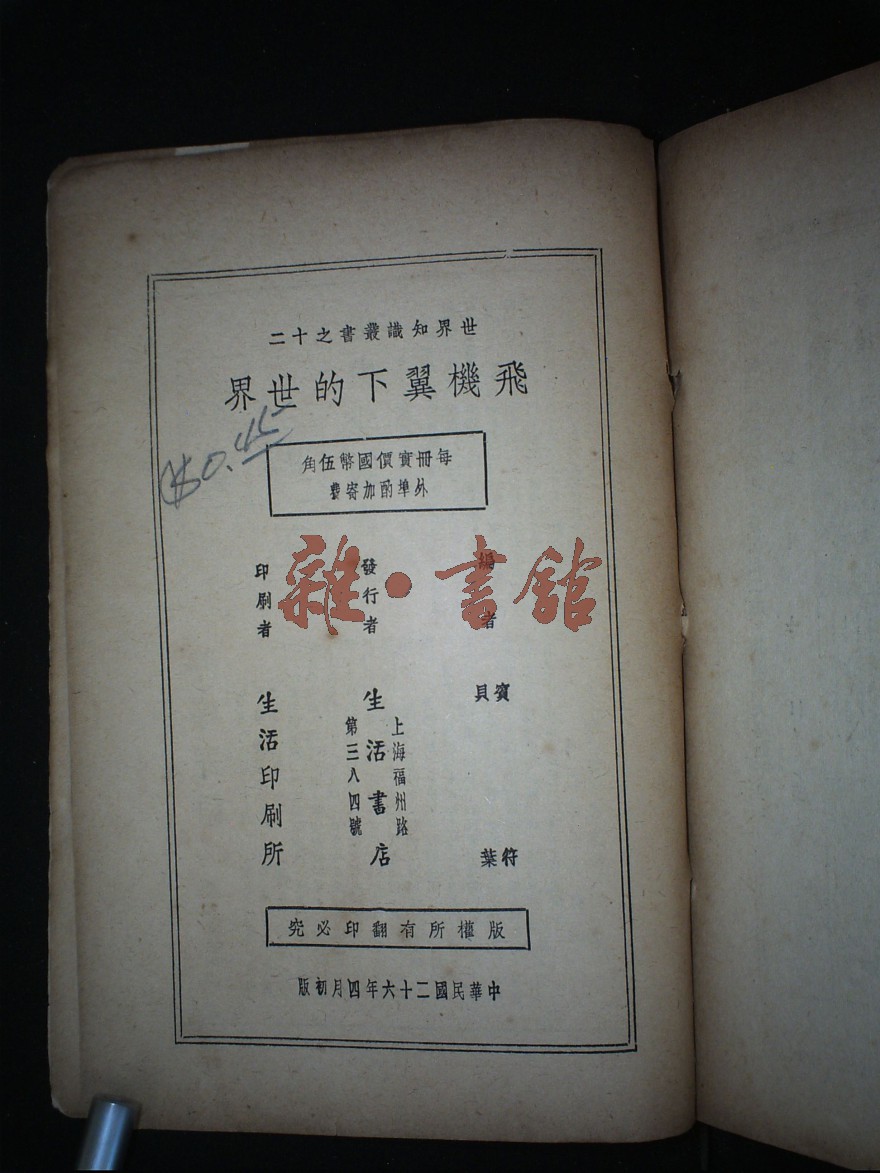 世界知識叢書之十二
飛機翼下的世界
$0.45
每冊實價國幣伍角
外埠酌加寄費
編者
賓符
貝葉
發行者
生活書店
上海福州路
第三八四號
印刷者
生活印刷所
雜·書館
版權所有翻印必究
中華民國二十六年四月初版